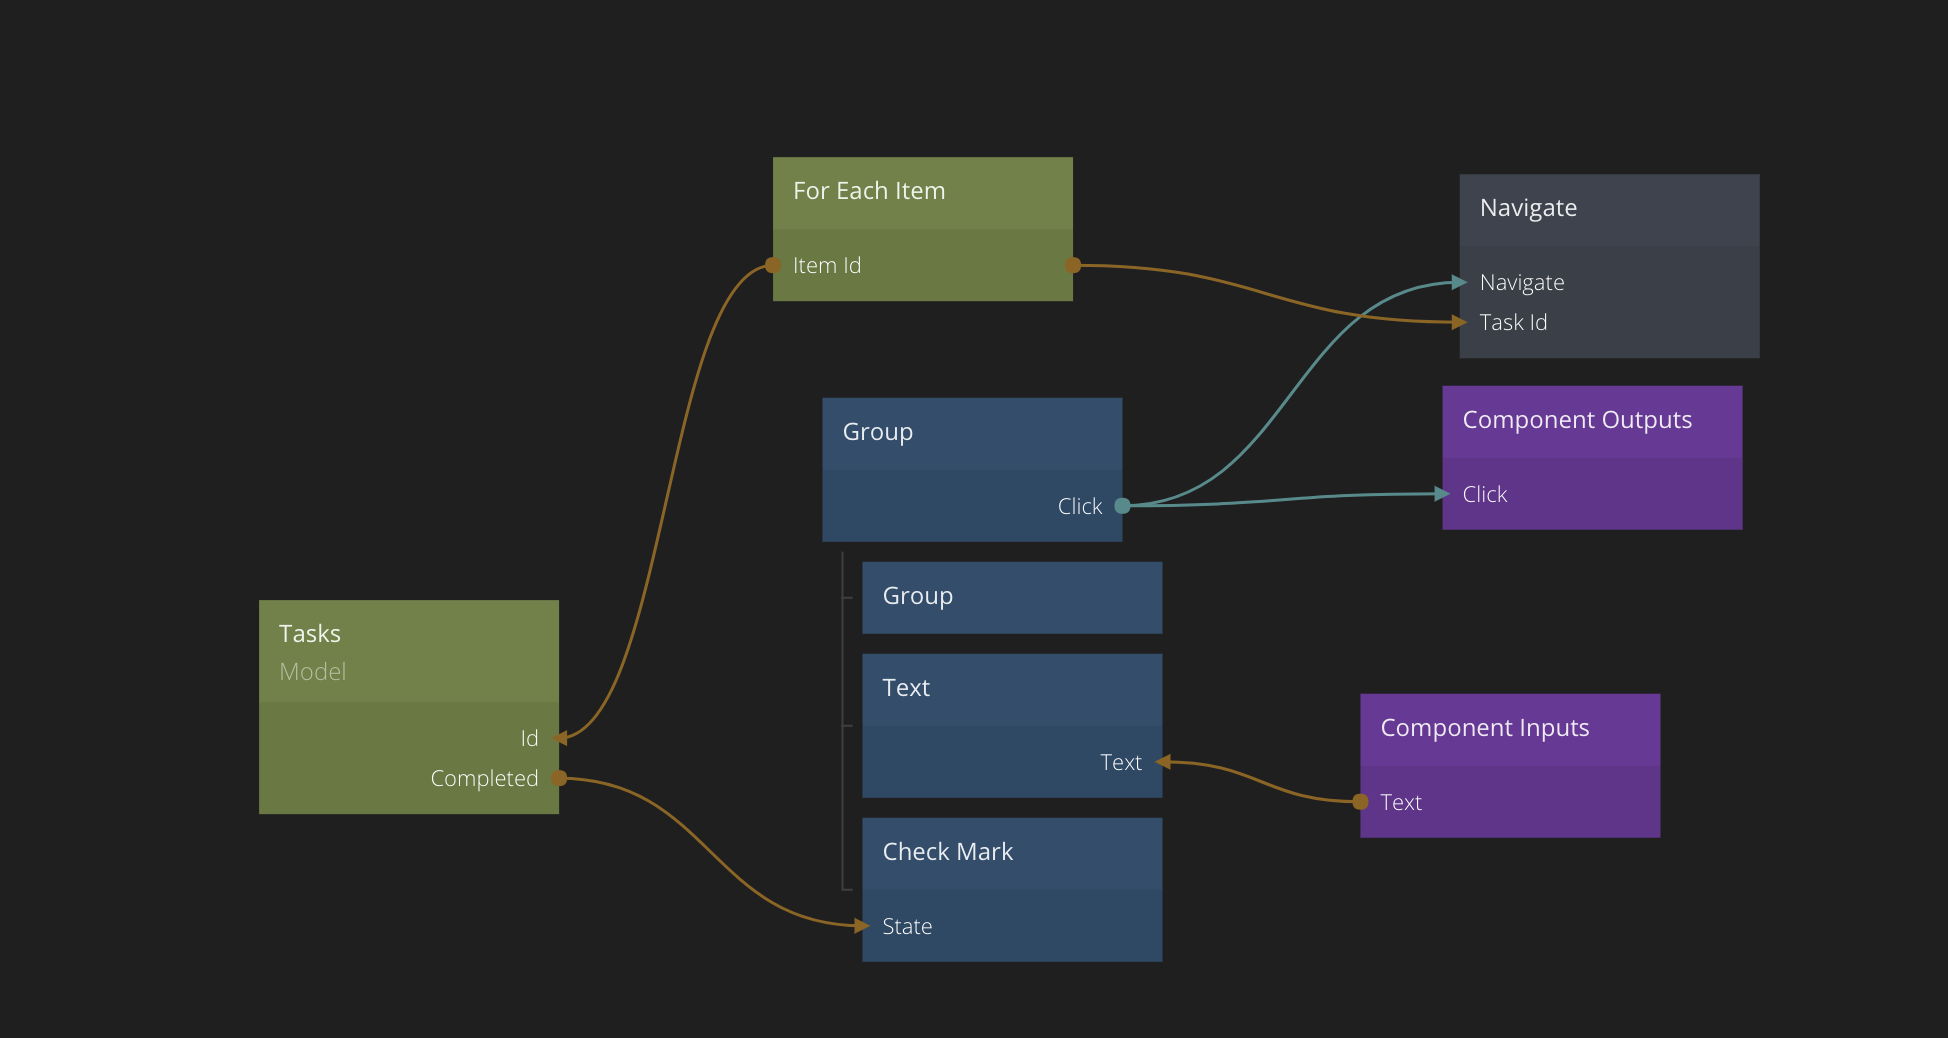 For Each Item
Item Id
Navigate
Navigate
Task Id
Group
Click
Component Outputs
Click
Group
Tasks
Model
Id
Completed
Text
Text
Component Inputs
Text
Check Mark
State